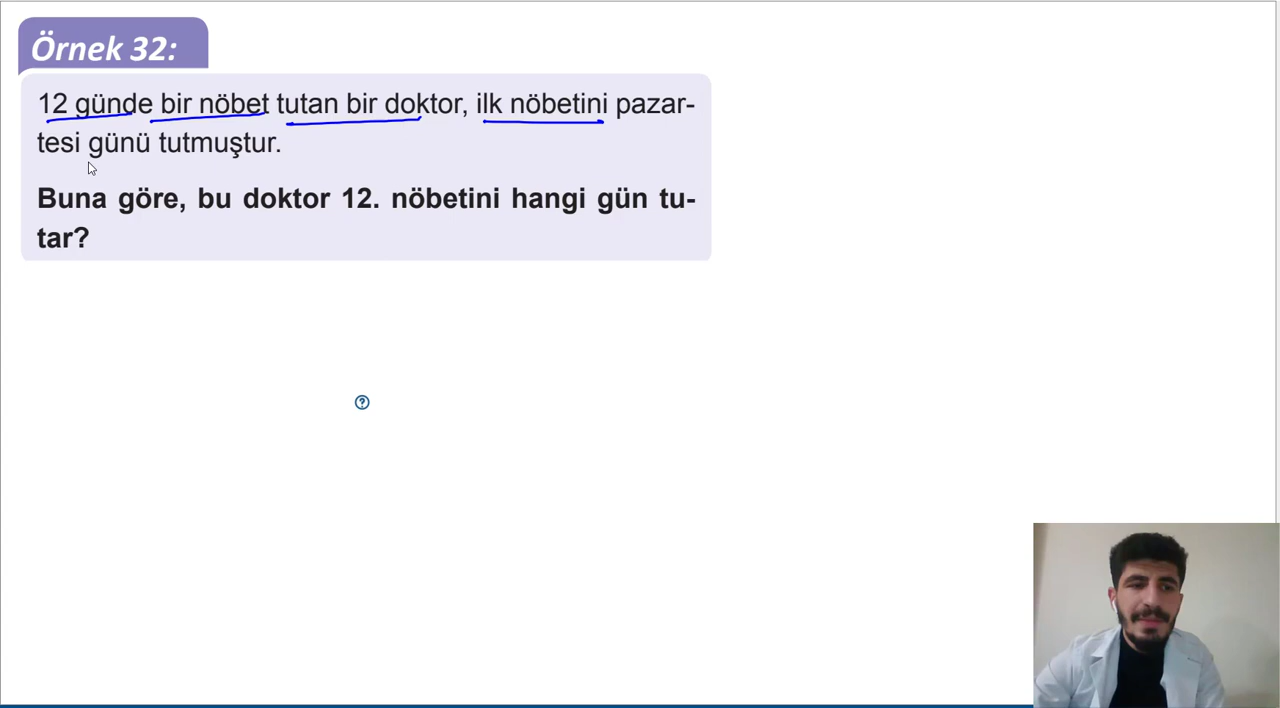 Örnek 32:
12 günde bir nöbet tutan bir doktor, ilk nöbetini pazar-
tesi günü tutmuştur.
Buna göre, bu doktor 12. nöbetini hangi gün tu-
tar?